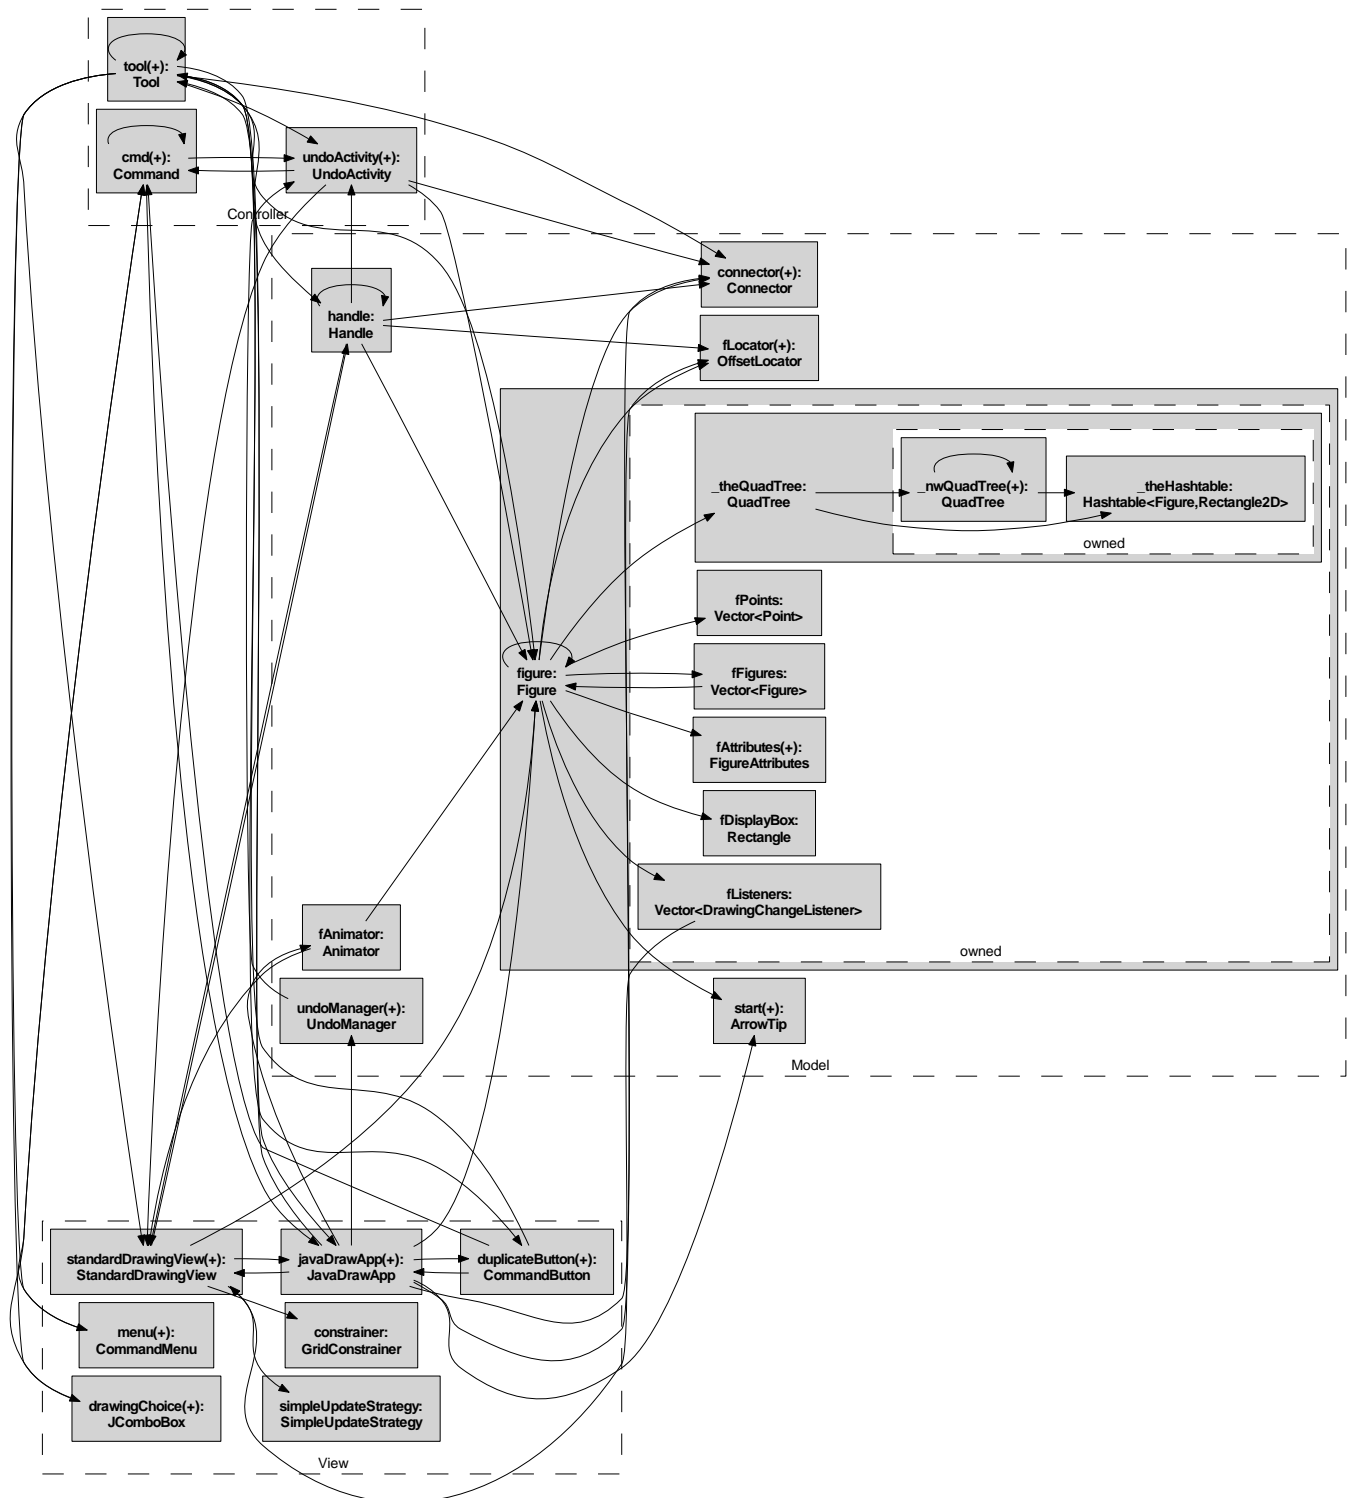 tool(+):
Tool
cmd(+):
Command
undoActivity(+):
UndoActivity
Controller
connector(+):
Connector
handle:
Handle
fLocator(+):
OffsetLocator
_theQuadTree:
QuadTree
_nwQuadTree(+):
QuadTree
_theHashtable:
Hashtable<Figure,Rectangle2D>
owned
fPoints:
Vector<Point>
figure:
Figure
fFigures:
Vector<Figure>
fAttributes(+):
FigureAttributes
fDisplayBox:
Rectangle
fListeners:
Vector<DrawingChangeListener>
owned
fAnimator:
Animator
undoManager(+):
UndoManager
start(+):
ArrowTip
Model
standardDrawingView(+):
StandardDrawingView
javaDrawApp(+):
JavaDrawApp
duplicateButton(+):
CommandButton
menu(+):
CommandMenu
constrainer:
GridConstrainer
drawingChoice(+):
JComboBox
simpleUpdateStrategy:
SimpleUpdateStrategy
View